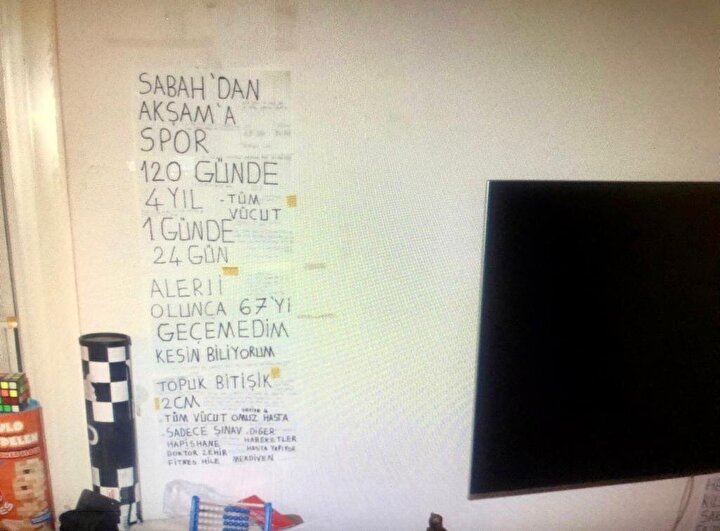 SABAH'DAN
AKŞAM'A
SPOR
120 GÜNDE
4 YIL - TÜM
VÜCUT
1 GÜNDE
24 GÜN
ALERJİ
OLUNCA 67'Yİ
GEÇEMEDİM
KESİN BİLİYORUM
TOPUK BİTİŞİK
2CM
- TÜM VÜCUT OMUZ HASTA
- SADECE ŞINAV - DİĞER
HAPİSHANE HAREKETLER
DOKTOR ZEHİR HASTA YAPIYOR
FİTNES HİLE MERDİVEN